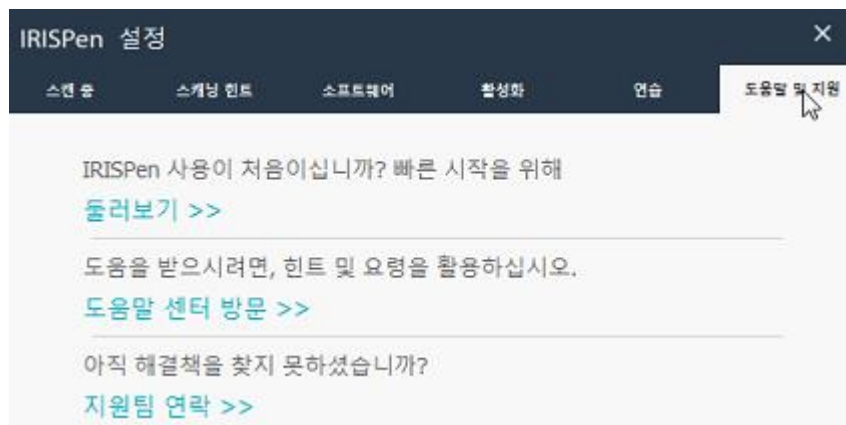 IRISPen 설정
스캔 중 스캐닝 힌트 소프트웨어 활성화 연습 도움말 및 지원
IRISPen 사용이 처음이십니까? 빠른 시작을 위해
둘러보기 >>
도움을 받으시려면, 힌트 및 요령을 활용하십시오.
도움말 센터 방문 >>
아직 해결책을 찾지 못하셨습니까?
지원팀 연락 >>